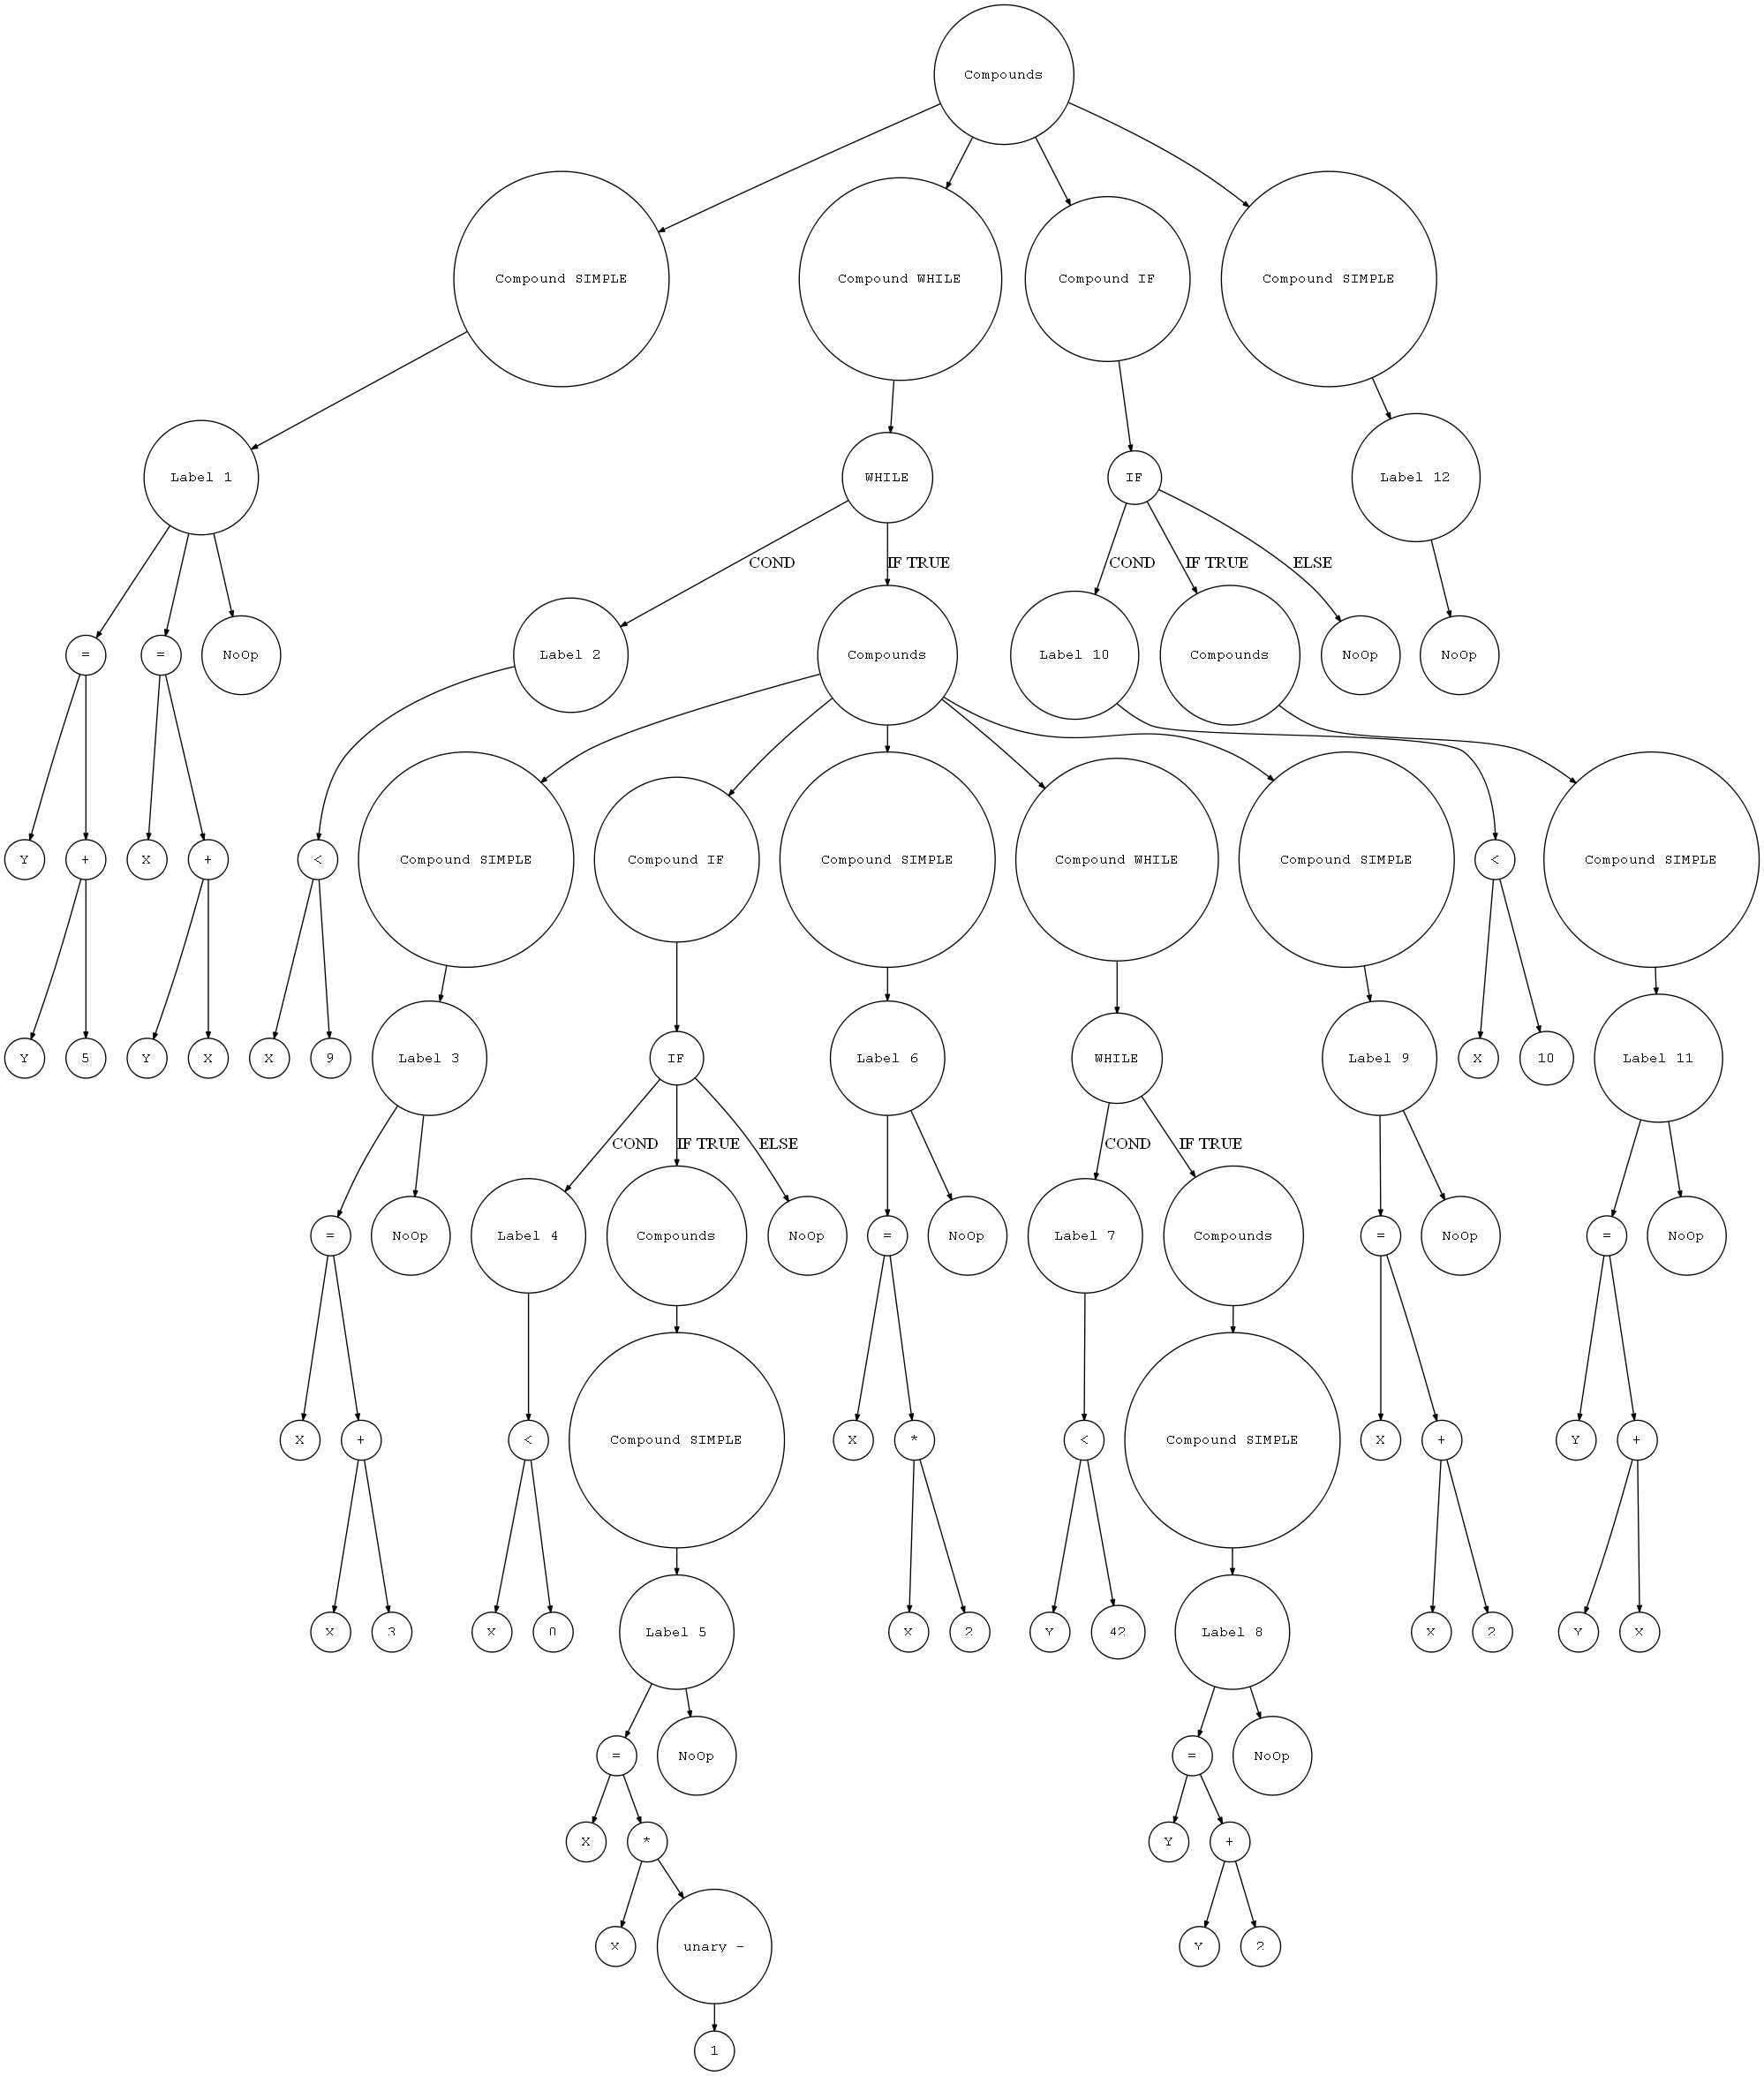 Compounds
Compound SIMPLE
Compound WHILE
Compound IF
Compound SIMPLE
Label 1
WHILE
IF
Label 12
COND
IF TRUE
COND
IF TRUE
ELSE
=
=
NoOp
Label 2
Compounds
Label 10
Compounds
NoOp
NoOp
Y
+
X
+
<
Compound SIMPLE
Compound IF
Compound SIMPLE
Compound WHILE
Compound SIMPLE
<
Compound SIMPLE
Y
5
Y
X
X
9
Label 3
IF
Label 6
WHILE
Label 9
X
10
Label 11
COND
IF TRUE
ELSE
COND
IF TRUE
=
NoOp
Label 4
Compounds
NoOp
=
NoOp
Label 7
Compounds
=
NoOp
=
NoOp
X
+
<
Compound SIMPLE
X
*
<
Compound SIMPLE
X
+
Y
+
X
3
X
0
Label 5
X
2
Y
42
Label 8
X
2
Y
X
=
NoOp
=
NoOp
X
*
Y
+
X
unary -
Y
2
1